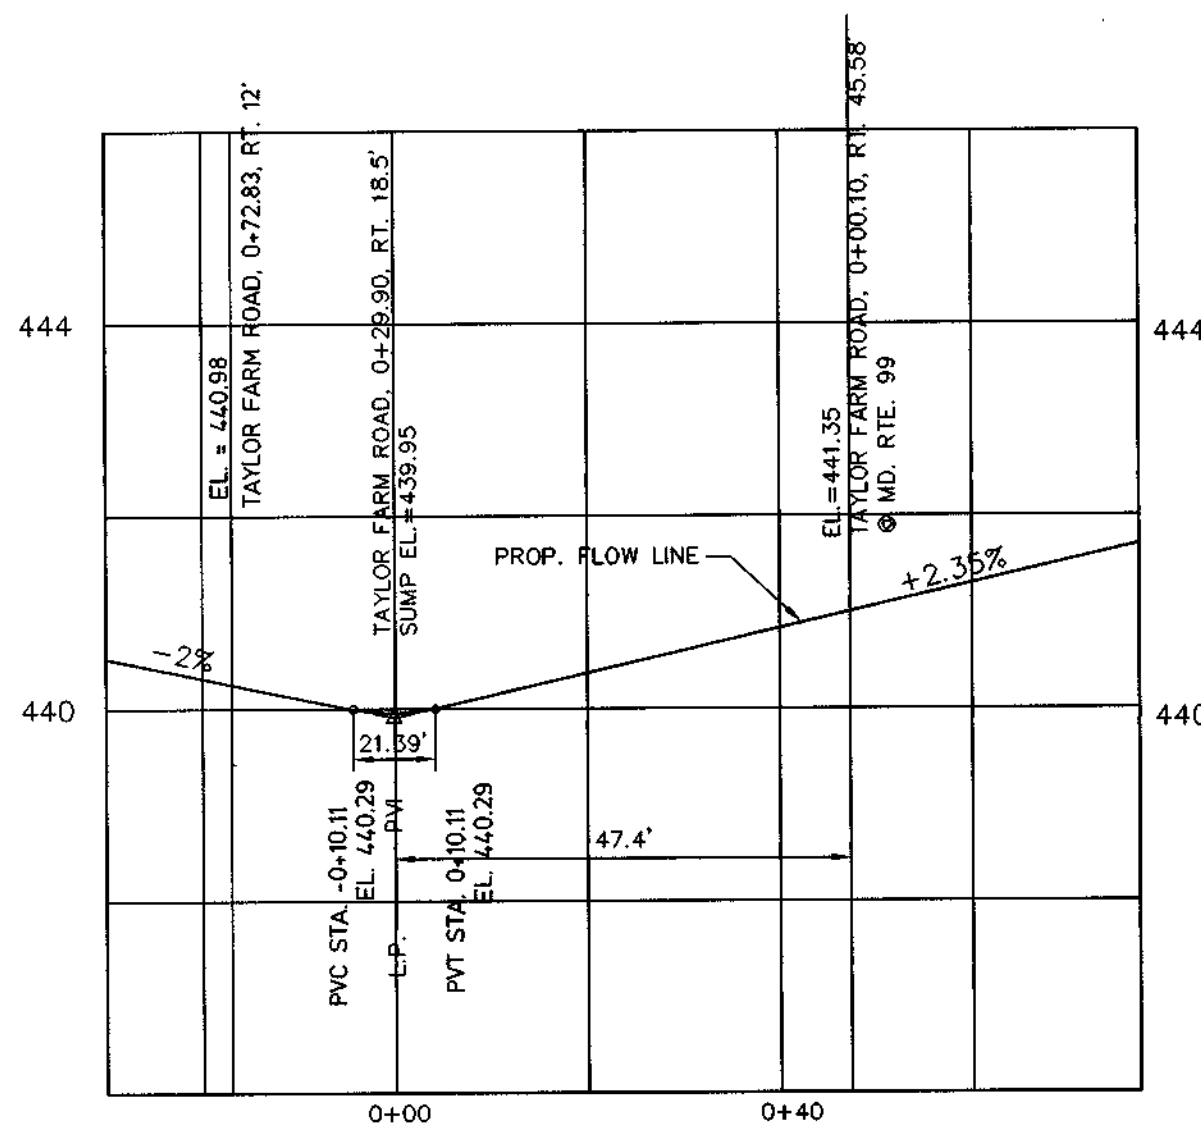 TAYLOR FARM ROAD, 0+72.83, RT. 12'
EL. = 440.98
TAYLOR FARM ROAD, 0+29.90, RT. 18.5'
SUMP EL.=439.95
TAYLOR FARM ROAD, 0+00.10, RT. 45.58'
EL.=441.35
@ MD. RTE. 99
444
444
PROP. FLOW LINE
+2.35%
-2%
440
440
21.39'
PVC STA. -0+10.11
EL. 440.29
PVI
L.P.
PVT STA. 0+10.11
EL. 440.29
47.4'
0+00
0+40